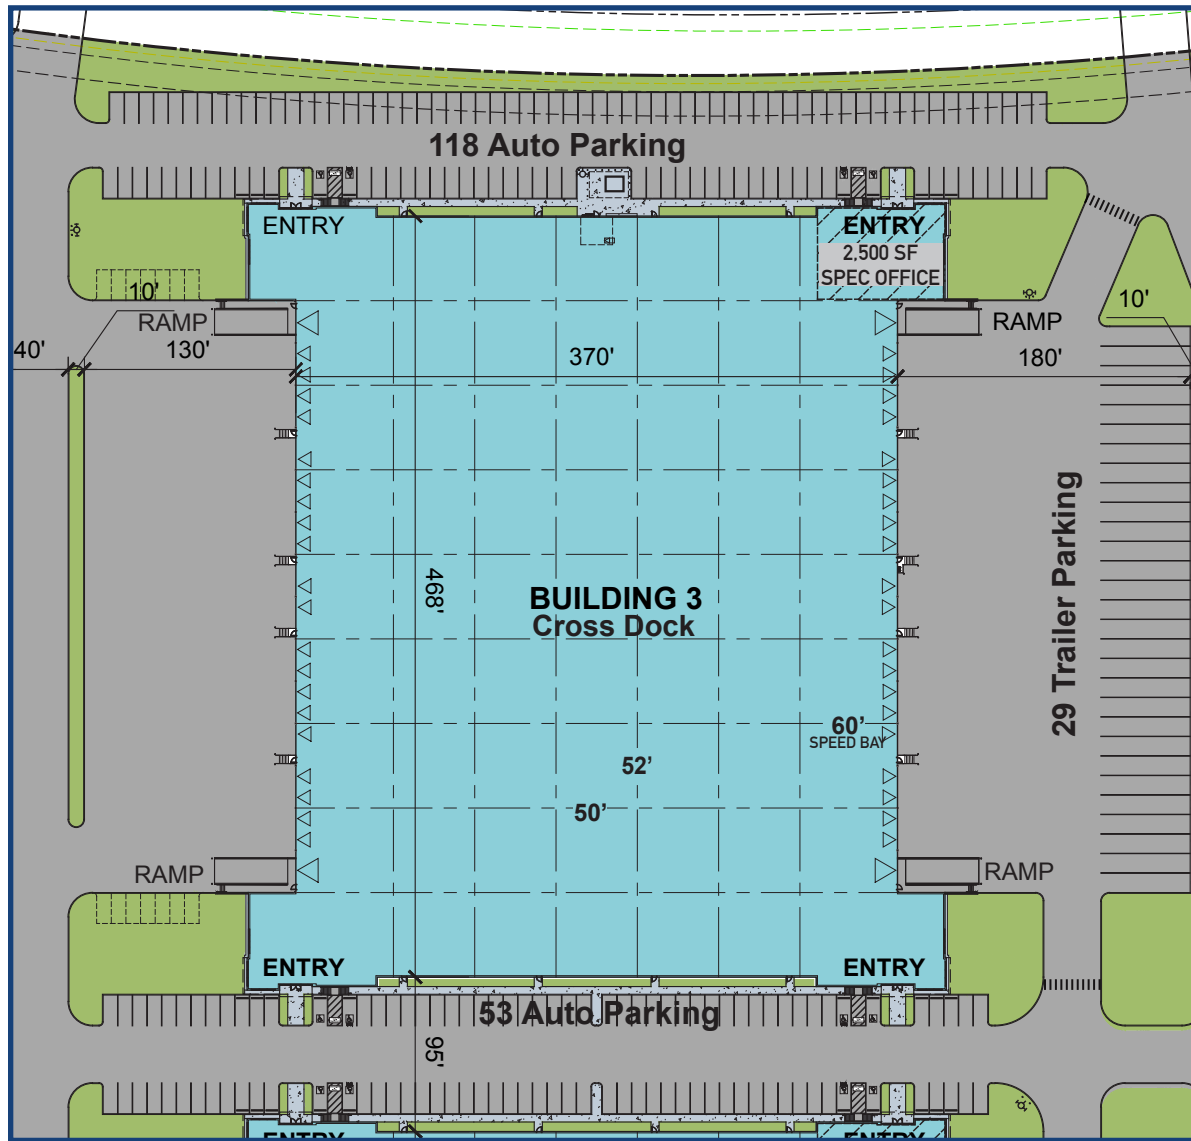 118 Auto Parking
ENTRY
ENTRY
2,500 SF
SPEC OFFICE
10'
RAMP
RAMP
10'
40'
130'
370'
180'
468'
BUILDING 3
Cross Dock
29 Trailer Parking
60'
SPEED BAY
52'
50'
RAMP
RAMP
ENTRY
ENTRY
53 Auto Parking
95'
ENTRY
ENTRY